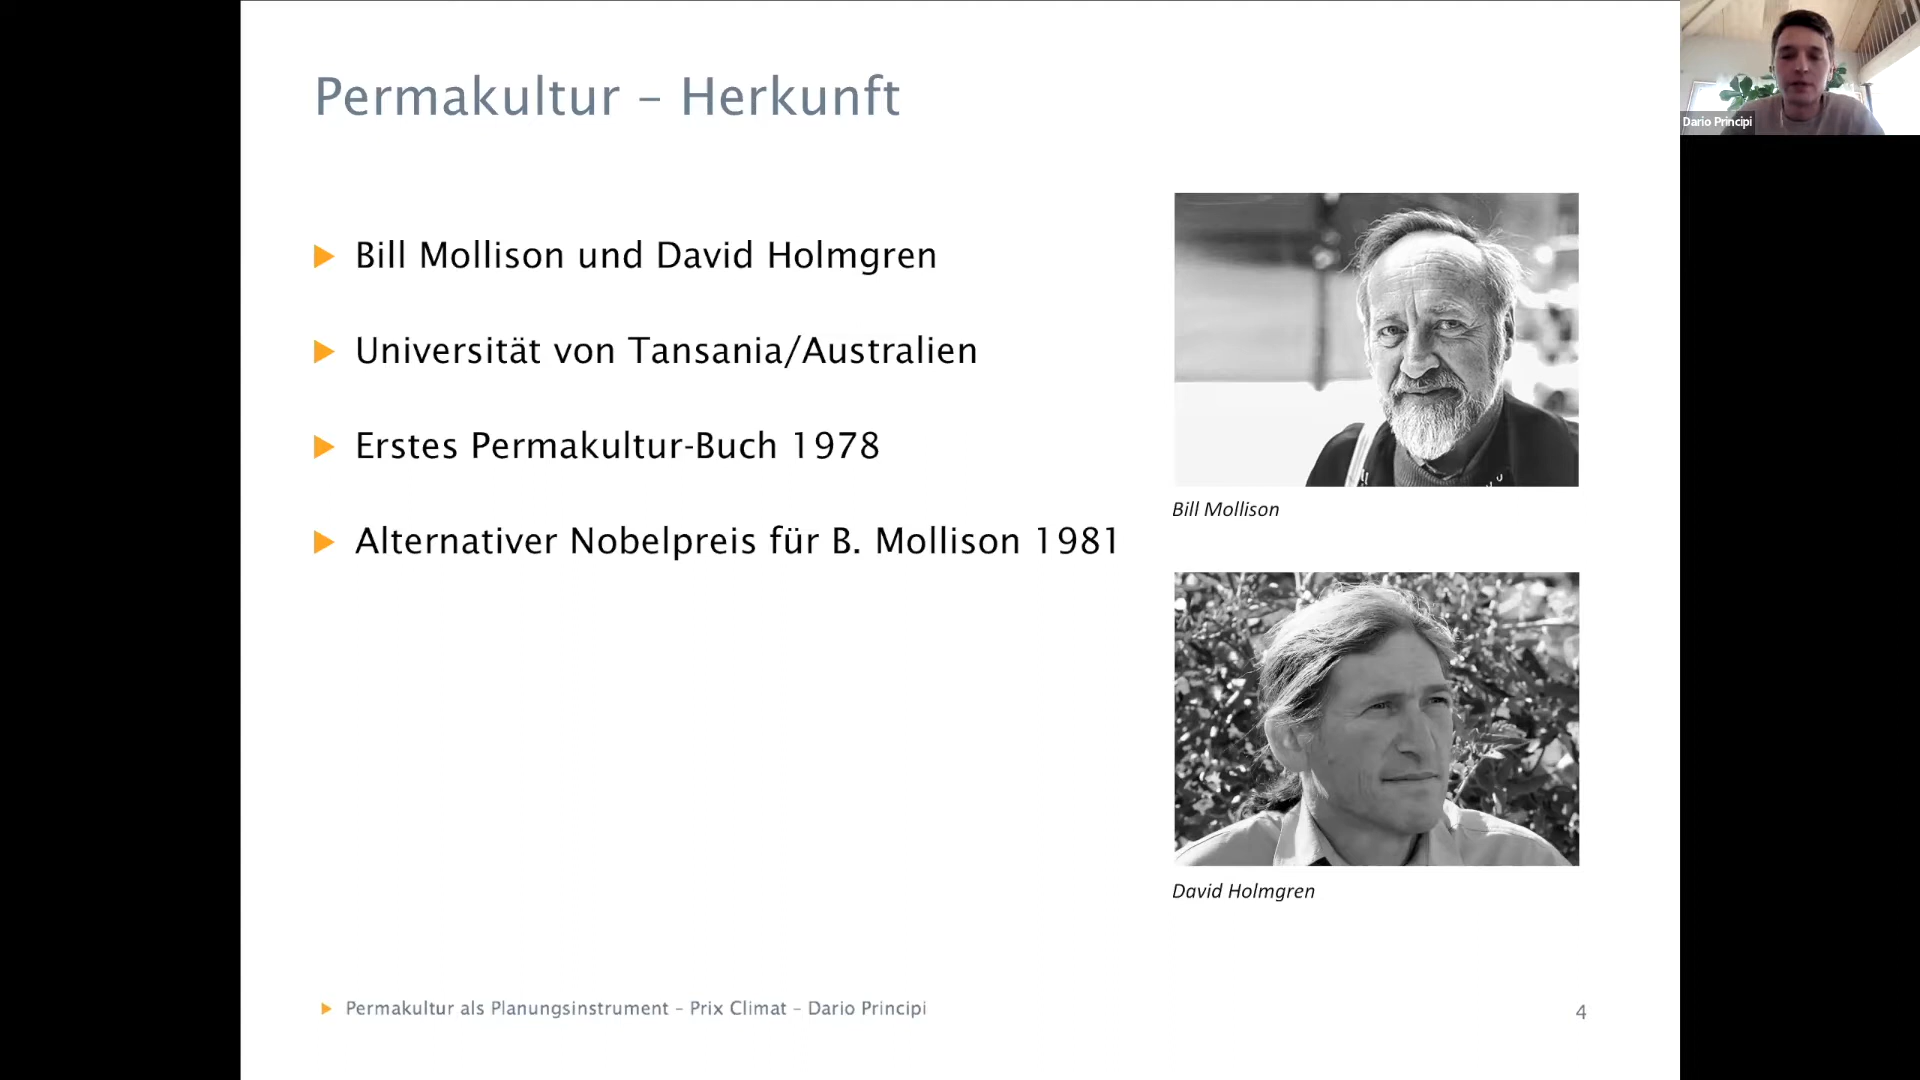 Permakultur – Herkunft
Dario Principi
Bill Mollison und David Holmgren
Universität von Tansania/Australien
Erstes Permakultur-Buch 1978
Alternativer Nobelpreis für B. Mollison 1981
Bill Mollison
David Holmgren
Permakultur als Planungsinstrument – Prix Climat – Dario Principi
4